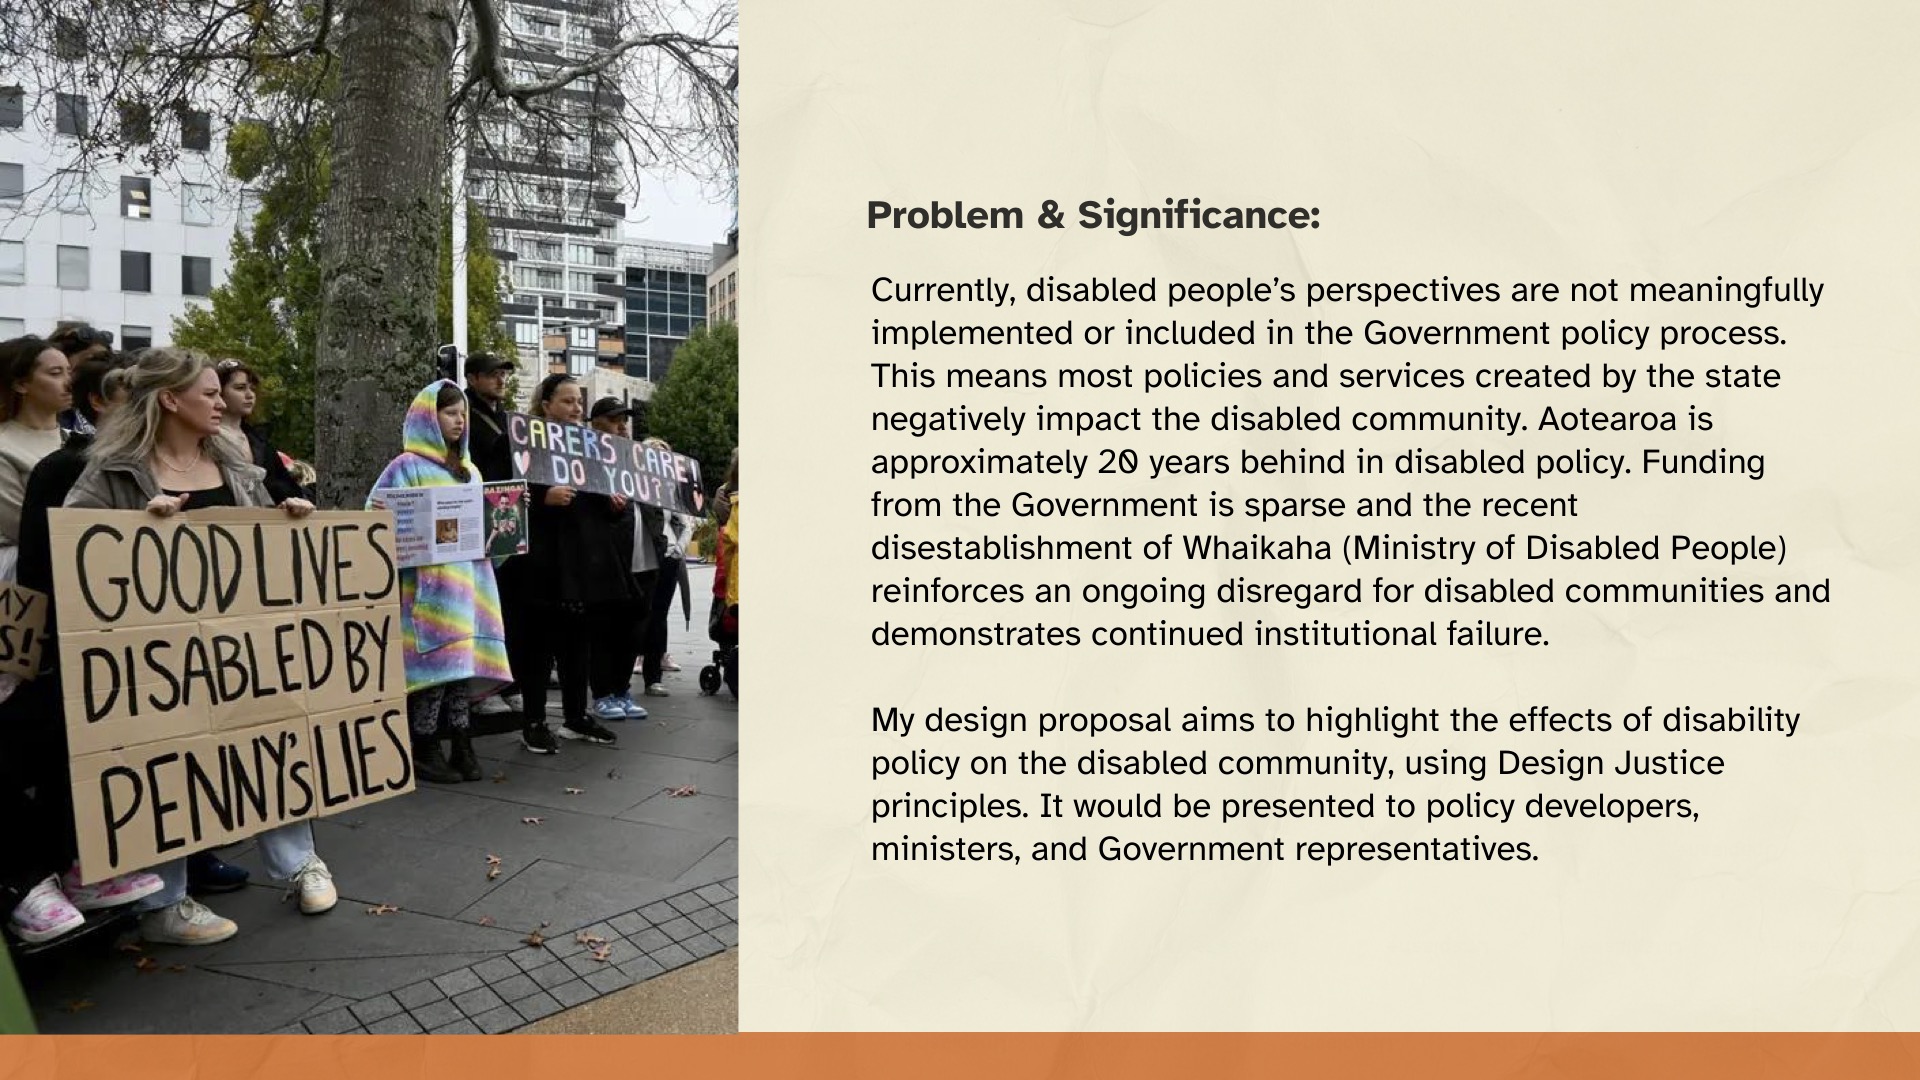 GOOD LIVES
DISABLED BY
PENNY'S LIES
CARERS CARE!
DO YOU?
BAZINGA!
Problem & Significance:
Currently, disabled people’s perspectives are not meaningfully
implemented or included in the Government policy process.
This means most policies and services created by the state
negatively impact the disabled community. Aotearoa is
approximately 20 years behind in disabled policy. Funding
from the Government is sparse and the recent
disestablishment of Whaikaha (Ministry of Disabled People)
reinforces an ongoing disregard for disabled communities and
demonstrates continued institutional failure.
My design proposal aims to highlight the effects of disability
policy on the disabled community, using Design Justice
principles. It would be presented to policy developers,
ministers, and Government representatives.